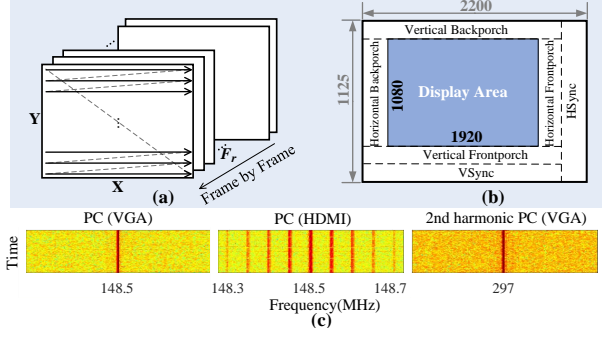 Y
X
F_r
Frame by Frame
(a)
2200
1125
Vertical Backporch
Horizontal Backporch
1080
Display Area
1920
Horizontal Frontporch
HSync
Vertical Frontporch
VSync
(b)
PC (VGA)
PC (HDMI)
2nd harmonic PC (VGA)
Time
148.5
148.3
148.5
148.7
297
Frequency(MHz)
(c)